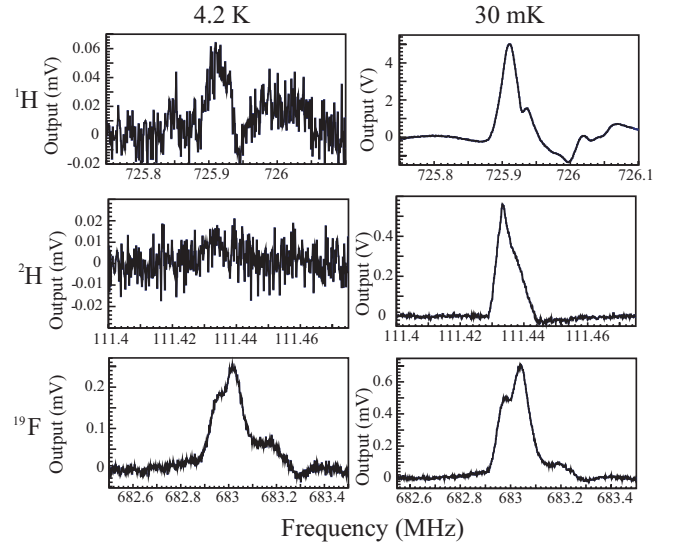 4.2 K 30 mK
¹H
Output (mV)
0.06
0.04
0.02
0
-0.02
725.8 725.9 726
Output (V)
4
2
0
725.8 725.9 726 726.1
²H
Output (mV)
0.02
0.01
0
-0.01
-0.02
111.4 111.42 111.44 111.46
Output (V)
0.4
0.2
0
111.4 111.42 111.44 111.46
¹⁹F
Output (mV)
0.2
0.1
0
682.6 682.8 683 683.2 683.4
Output (mV)
0.6
0.4
0.2
0
682.6 682.8 683 683.2 683.4
Frequency (MHz)